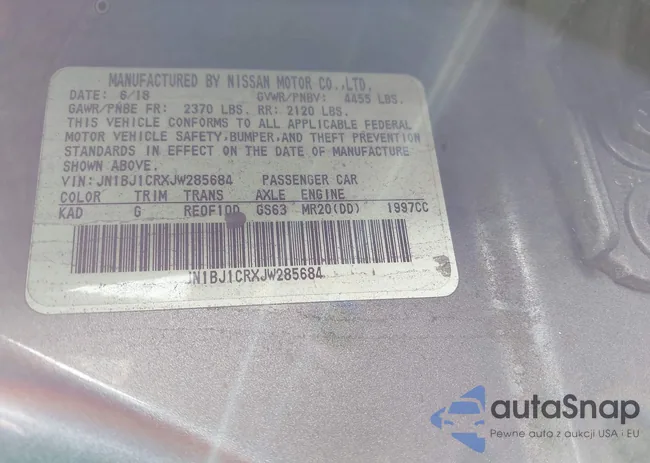 MANUFACTURED BY NISSAN MOTOR CO.,LTD.
DATE: 6/18 GVWR/PNBV: 4455 LBS.
GAWR/PNBE FR: 2370 LBS. RR: 2120 LBS.
THIS VEHICLE CONFORMS TO ALL APPLICABLE FEDERAL
MOTOR VEHICLE SAFETY,BUMPER,AND THEFT PREVENTION
STANDARDS IN EFFECT ON THE DATE OF MANUFACTURE
SHOWN ABOVE.
VIN: JN1BJ1CRXJW285684 PASSENGER CAR
COLOR TRIM TRANS AXLE ENGINE
KAD G RE0F10D GS63 MR20(DD) 1997CC
JN1BJ1CRXJW285684
autaSnap
Pewne auta z aukcji USA i EU